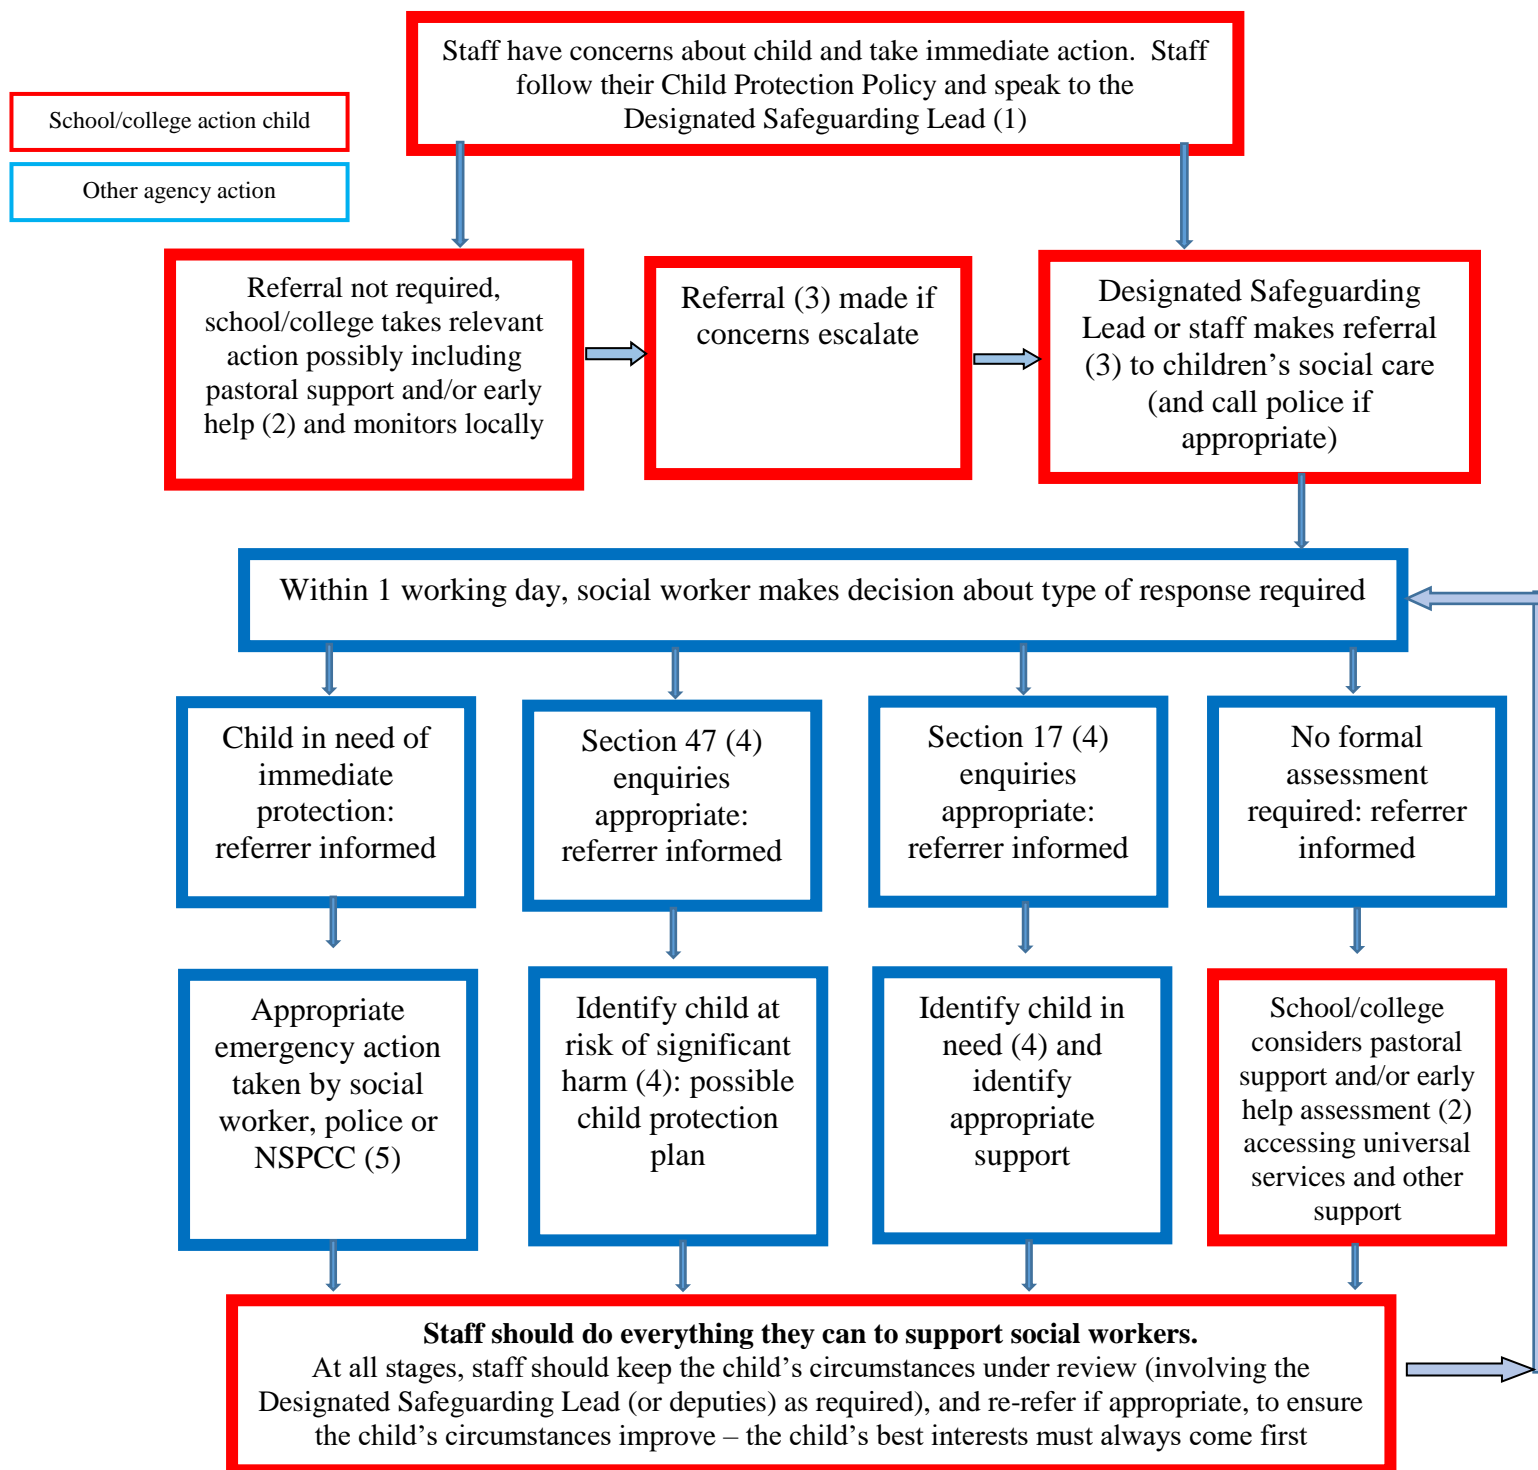 Staff have concerns about child and take immediate action.  Staff
follow their Child Protection Policy and speak to the
Designated Safeguarding Lead (1)
School/college action child
Other agency action
Referral not required,
school/college takes relevant
action possibly including
pastoral support and/or early
help (2) and monitors locally
Referral (3) made if
concerns escalate
Designated Safeguarding
Lead or staff makes referral
(3) to children’s social care
(and call police if
appropriate)
Within 1 working day, social worker makes decision about type of response required
Child in need of
immediate
protection:
referrer informed
Section 47 (4)
enquiries
appropriate:
referrer informed
Section 17 (4)
enquiries
appropriate:
referrer informed
No formal
assessment
required: referrer
informed
Appropriate
emergency action
taken by social
worker, police or
NSPCC (5)
Identify child at
risk of significant
harm (4): possible
child protection
plan
Identify child in
need (4) and
identify
appropriate
support
School/college
considers pastoral
support and/or early
help assessment (2)
accessing universal
services and other
support
Staff should do everything they can to support social workers.
At all stages, staff should keep the child’s circumstances under review (involving the
Designated Safeguarding Lead (or deputies) as required), and re-refer if appropriate, to ensure
the child’s circumstances improve – the child’s best interests must always come first